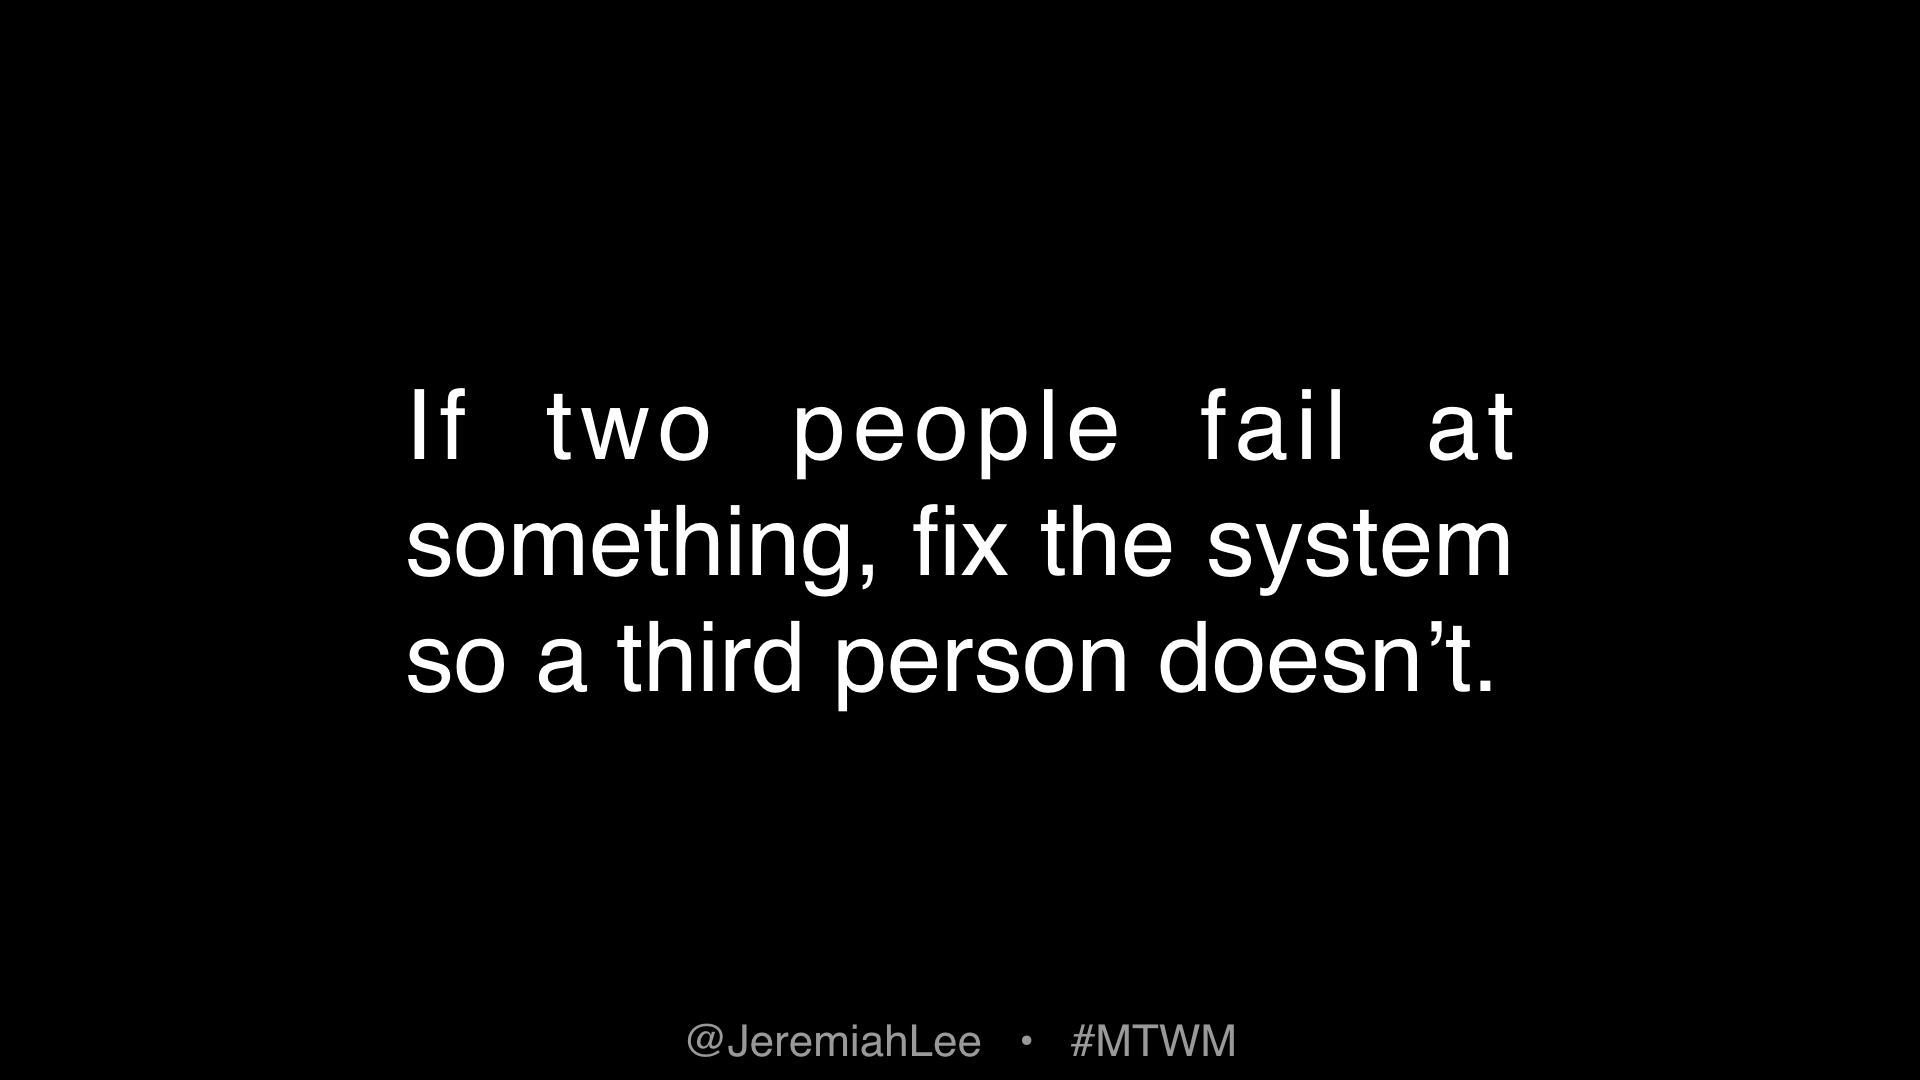 If two people fail at
something, fix the system
so a third person doesn’t.
@JeremiahLee • #MTWM